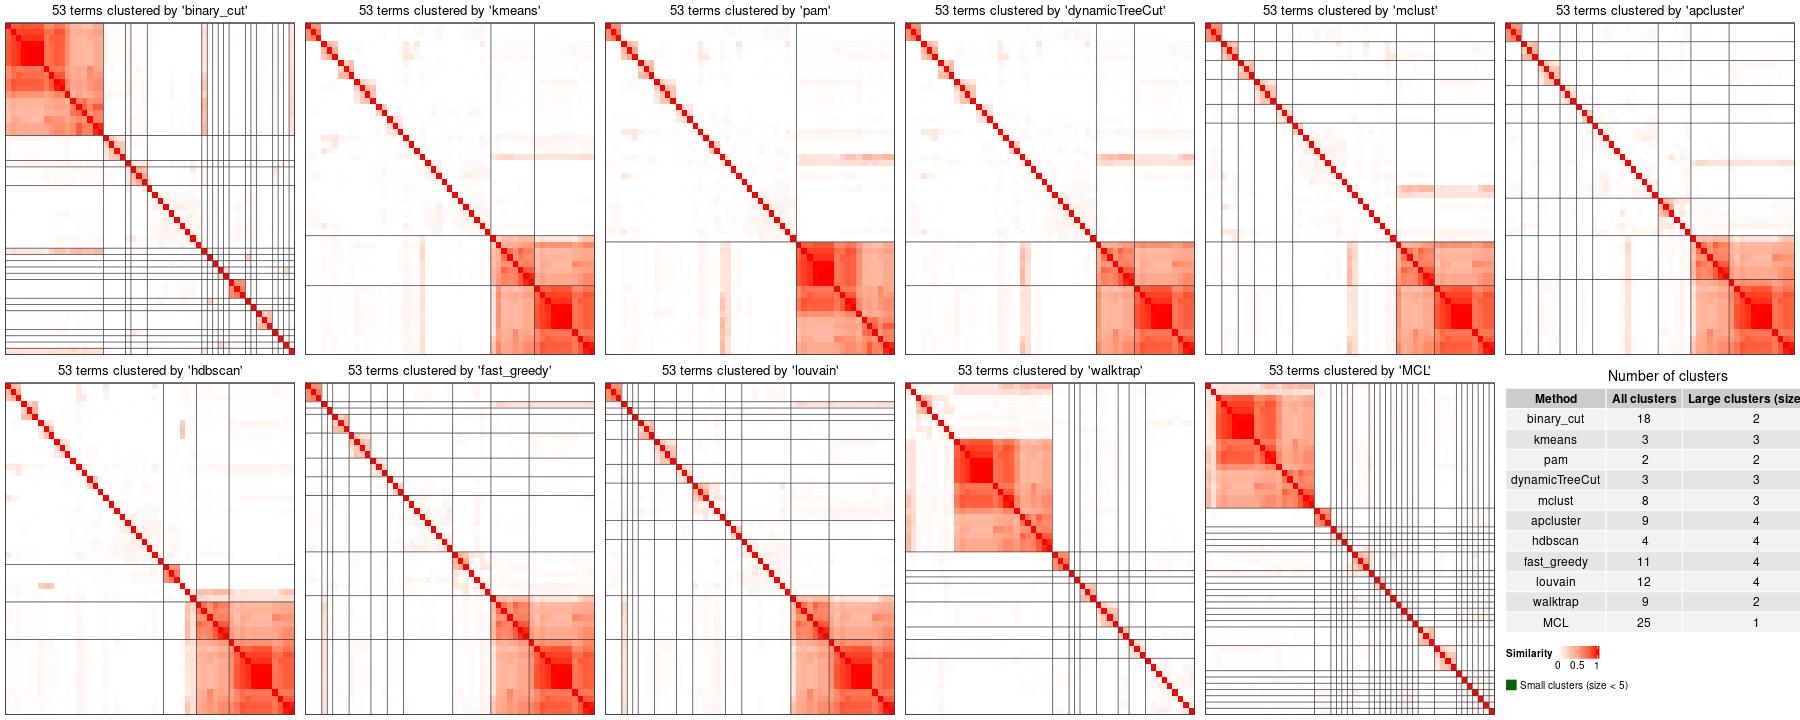 53 terms clustered by 'binary_cut'
53 terms clustered by 'kmeans'
53 terms clustered by 'pam'
53 terms clustered by 'dynamicTreeCut'
53 terms clustered by 'mclust'
53 terms clustered by 'apcluster'
53 terms clustered by 'hdbscan'
53 terms clustered by 'fast_greedy'
53 terms clustered by 'louvain'
53 terms clustered by 'walktrap'
53 terms clustered by 'MCL'
Number of clusters
Method All clusters Large clusters (size
binary_cut 18 2
kmeans 3 3
pam 2 2
dynamicTreeCut 3 3
mclust 8 3
apcluster 9 4
hdbscan 4 4
fast_greedy 11 4
louvain 12 4
walktrap 9 2
MCL 25 1
Similarity
0 0.5 1
Small clusters (size < 5)